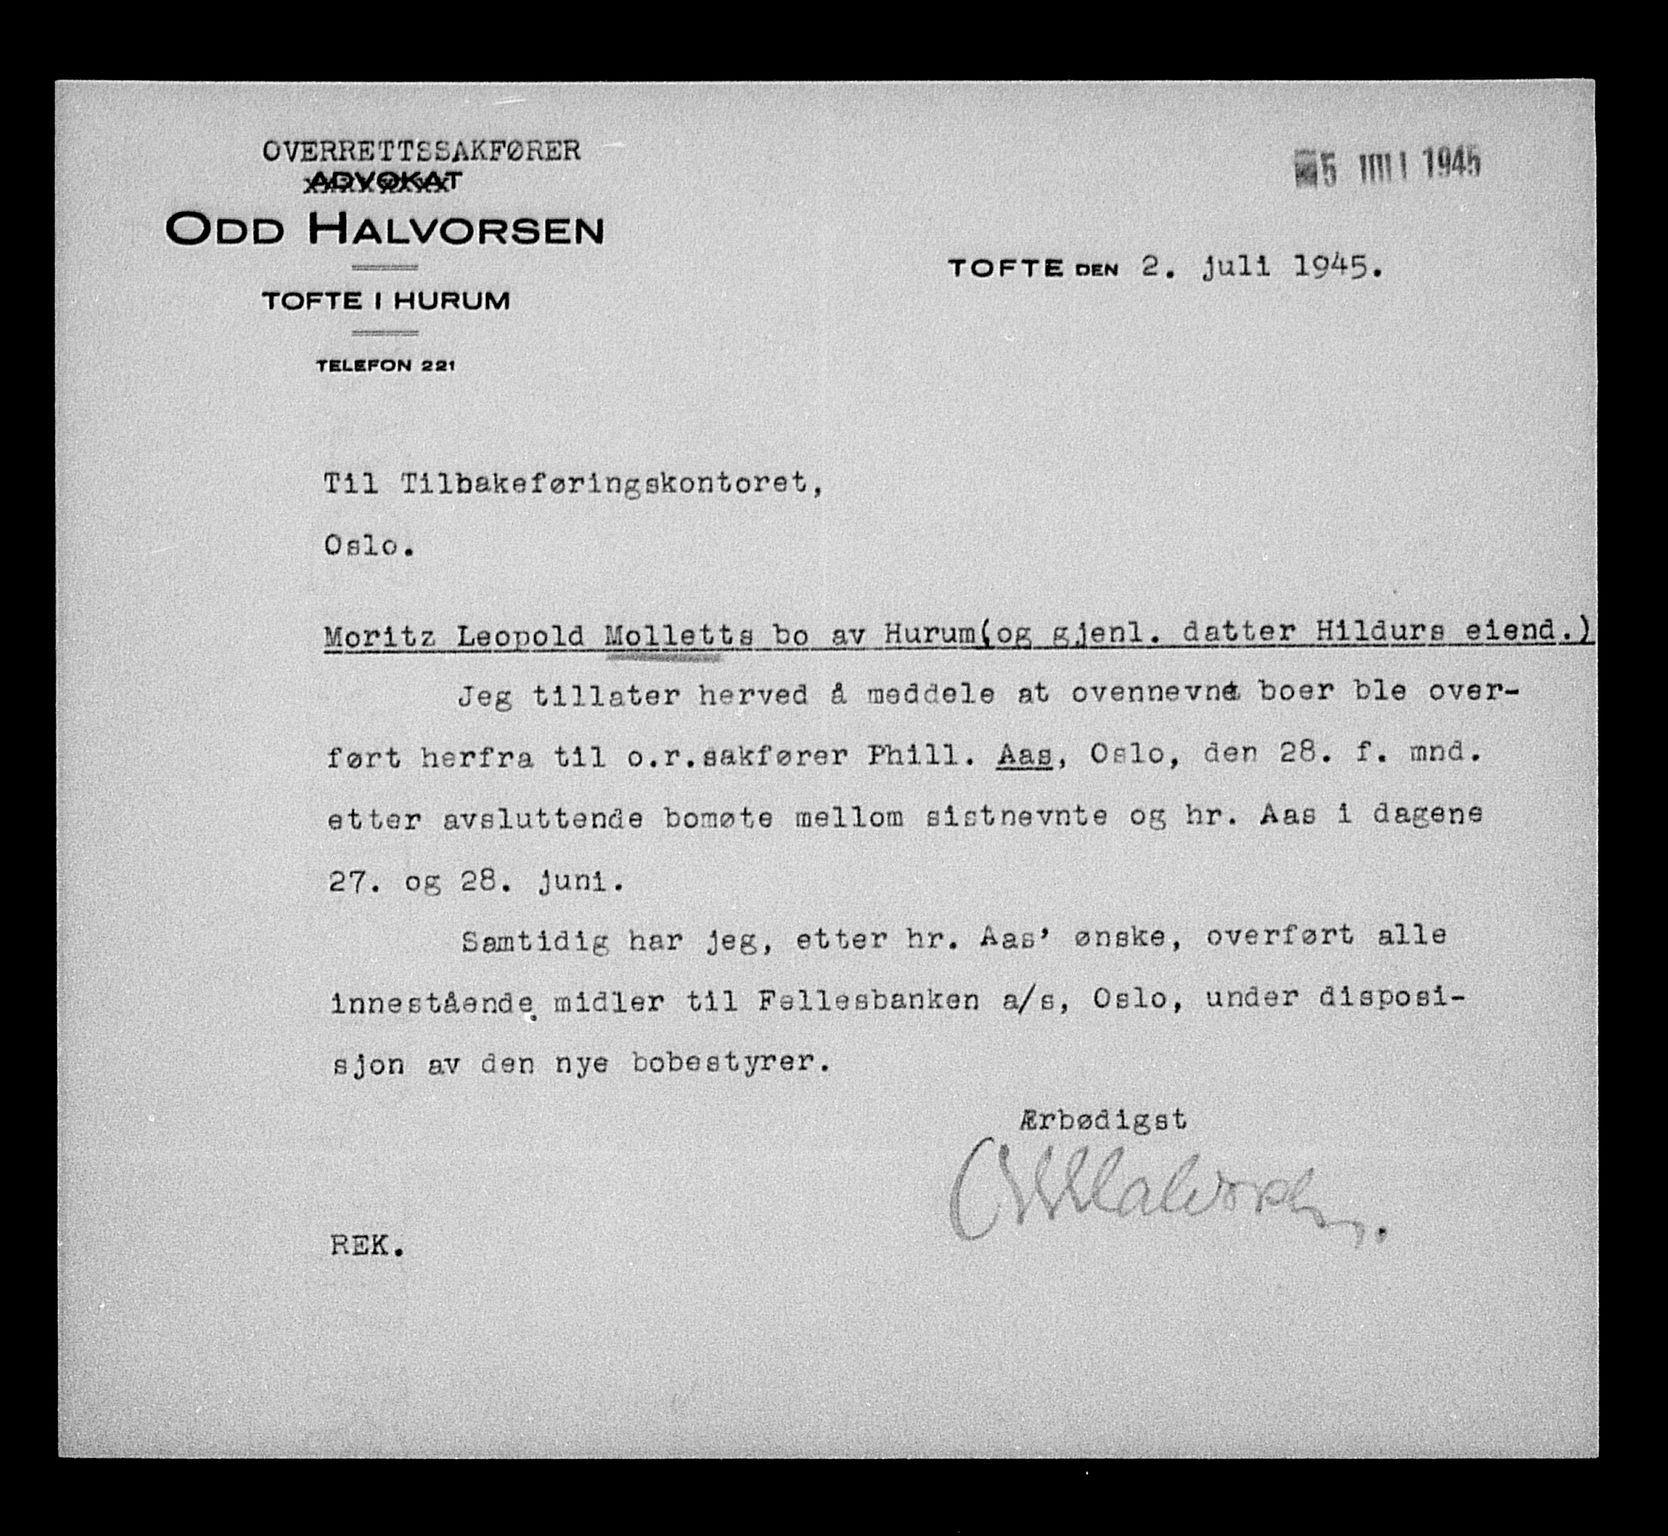 OVERRETTSSAKFØRER
ADVOKAT
ODD HALVORSEN
TOFTE I HURUM
TELEFON 221
5 JULI 1945
TOFTE DEN 2. juli 1945.
Til Tilbakeføringskontoret,
Oslo.
Moritz Leopold Molletts bo av Hurum(og gjenl. datter Hildurs eiend.)
Jeg tillater herved å meddele at ovennevnte boer ble over-
ført herfra til o.r.sakfører Phill. Aas, Oslo, den 28. f. mnd.
etter avsluttende bomøte mellom sistnevnte og hr. Aas i dagene
27. og 28. juni.
Samtidig har jeg, etter hr. Aas' ønske, overført alle
innestående midler til Fellesbanken a/s, Oslo, under disposi-
sjon av den nye bobestyrer.
Ærbødigst
Odd Halvorsen.
REK.